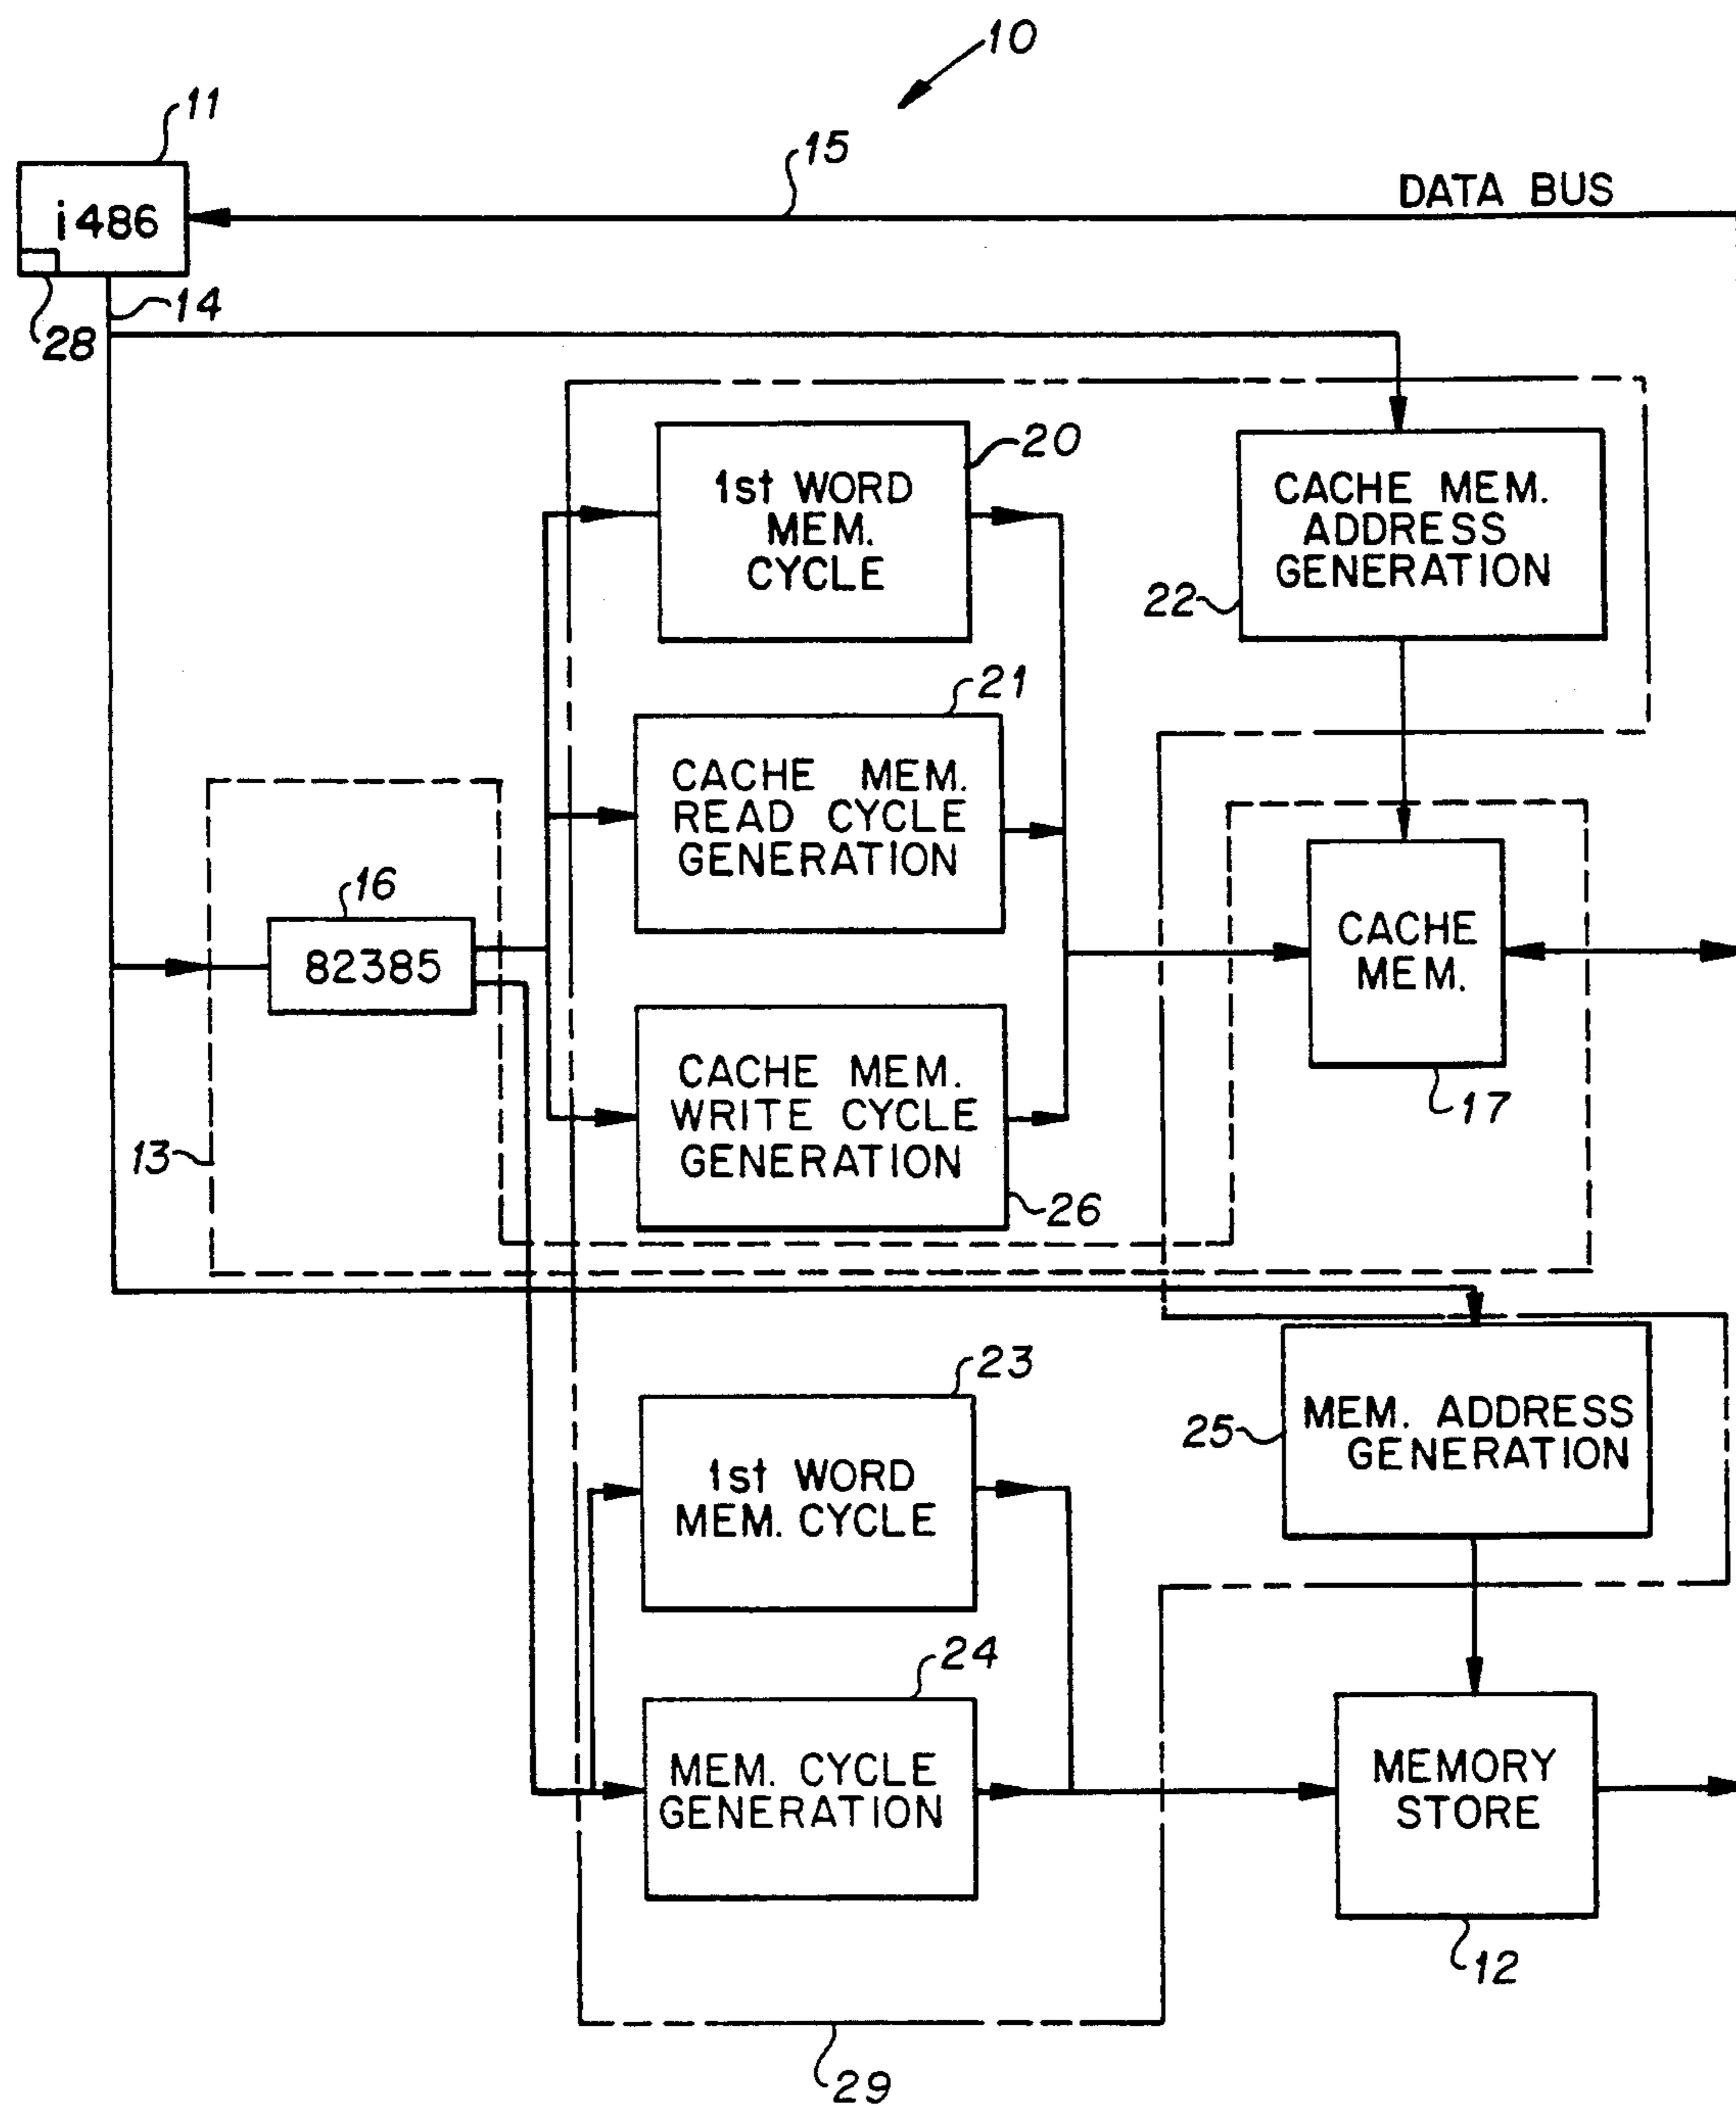 10
11
15
DATA BUS
i486
14
28
20
1st WORD
MEM.
CYCLE
CACHE MEM.
ADDRESS
GENERATION
22
21
CACHE MEM.
READ CYCLE
GENERATION
16
82385
CACHE
MEM.
17
CACHE MEM.
WRITE CYCLE
GENERATION
13
26
23
1st WORD
MEM. CYCLE
25
MEM. ADDRESS
GENERATION
24
MEM. CYCLE
GENERATION
MEMORY
STORE
12
29